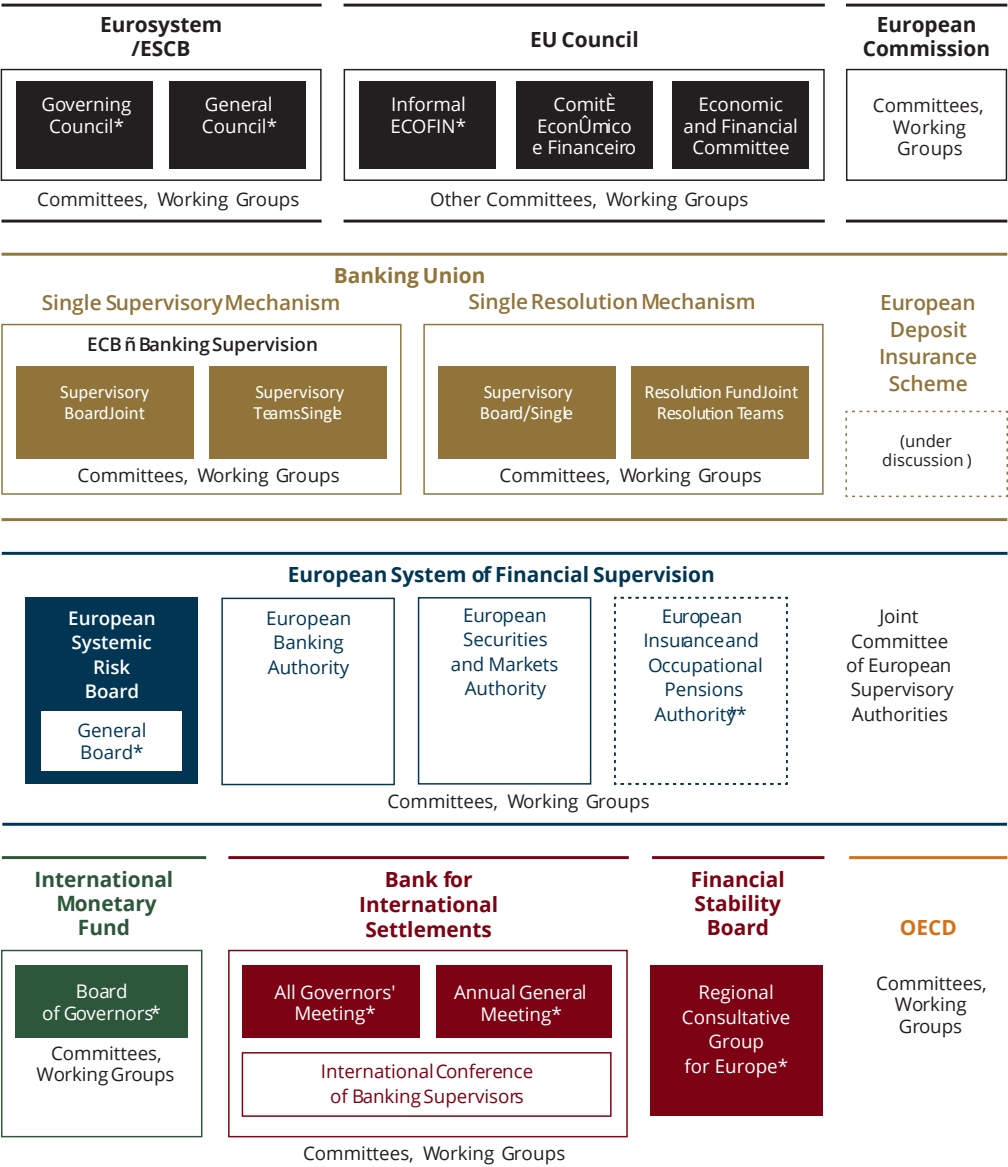 Eurosystem
/ESCB
EU Council
European
Commission
Governing
Council*
General
Council*
Informal
ECOFIN*
ComitÈ
EconÛmico
e Financeiro
Economic
and Financial
Committee
Committees,
Working
Groups
Committees, Working Groups
Other Committees, Working Groups
Banking Union
Single Supervisory Mechanism
Single Resolution Mechanism
European
Deposit
Insurance
Scheme
ECB ñ Banking Supervision
Supervisory
BoardJoint
Supervisory
TeamsSingle
Supervisory
Board/Single
Resolution FundJoint
Resolution Teams
(under
discussion )
Committees, Working Groups
Committees, Working Groups
European System of Financial Supervision
European
Systemic
Risk
Board
General
Board*
European
Banking
Authority
European
Securities
and Markets
Authority
European
Insurance and
Occupational
Pensions
Authority**
Joint
Committee
of European
Supervisory
Authorities
Committees, Working Groups
International
Monetary
Fund
Bank for
International
Settlements
Financial
Stability
Board
OECD
Board
of Governors*
Committees,
Working Groups
All Governors'
Meeting*
Annual General
Meeting*
International Conference
of Banking Supervisors
Regional
Consultative
Group
for Europe*
Committees,
Working
Groups
Committees, Working Groups